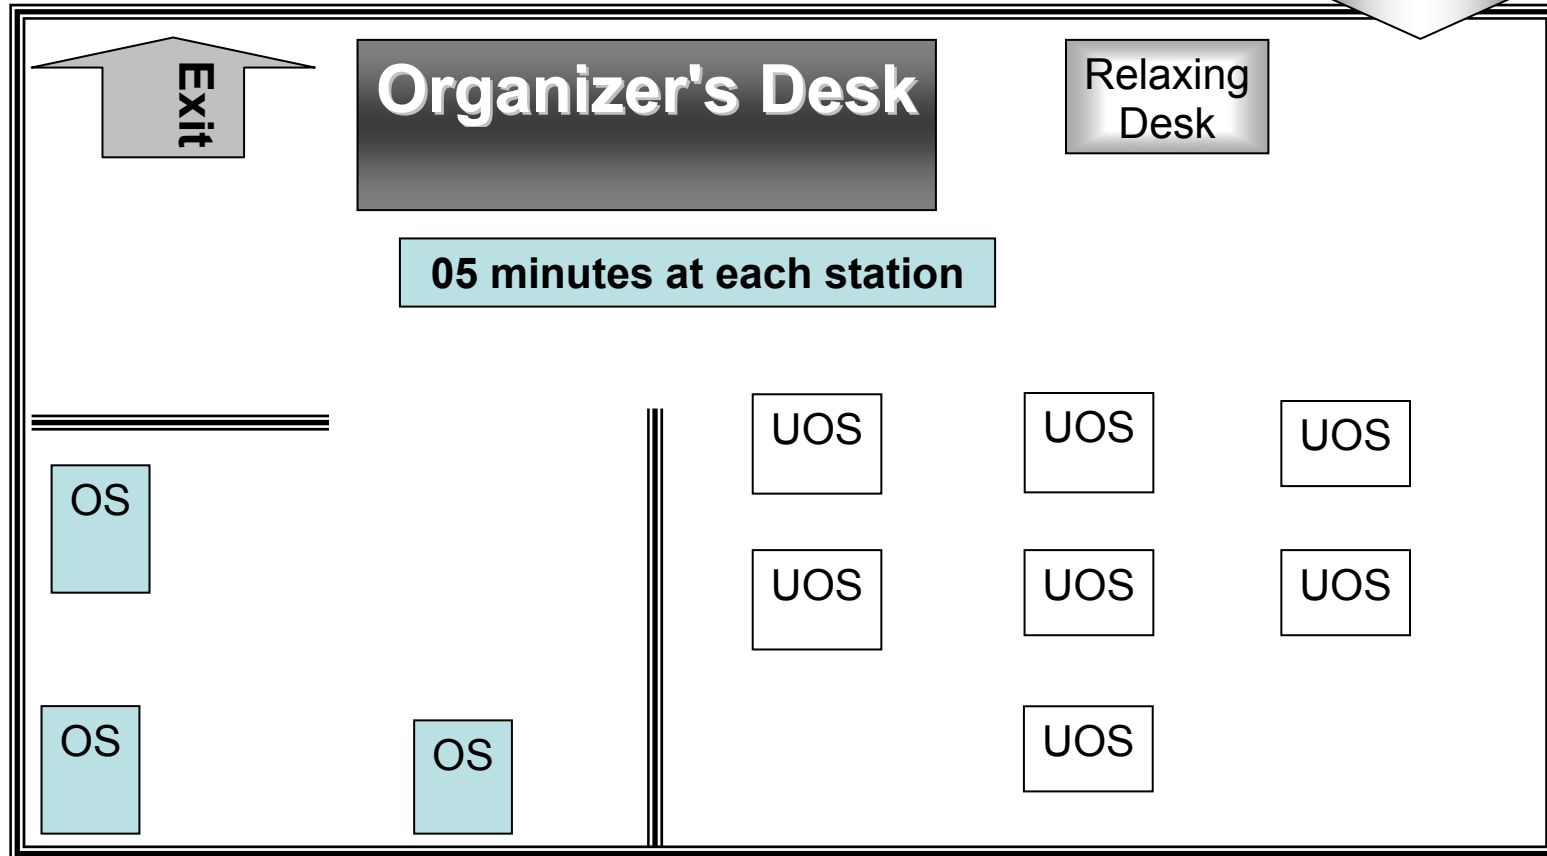 Exit
Organizer's Desk
Relaxing
Desk
05 minutes at each station
UOS
UOS
UOS
OS
UOS
UOS
UOS
OS
OS
UOS